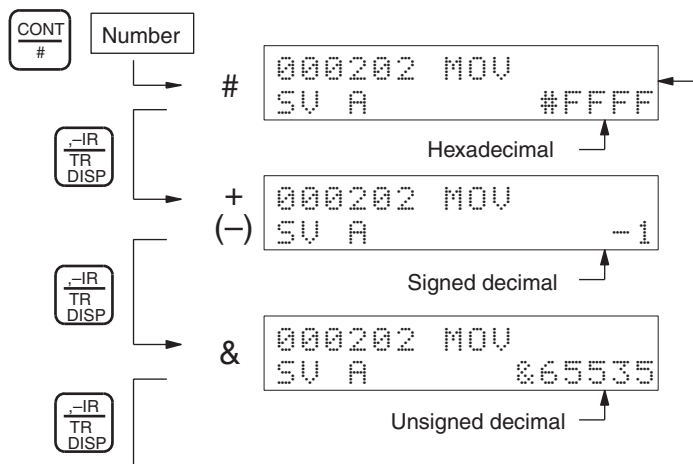 CONT
#
Number
#
000202 MOV
SV A #FFFF
Hexadecimal
,–IR
TR
DISP
+
(–)
000202 MOV
SV A –1
Signed decimal
,–IR
TR
DISP
&
000202 MOV
SV A &65535
Unsigned decimal
,–IR
TR
DISP